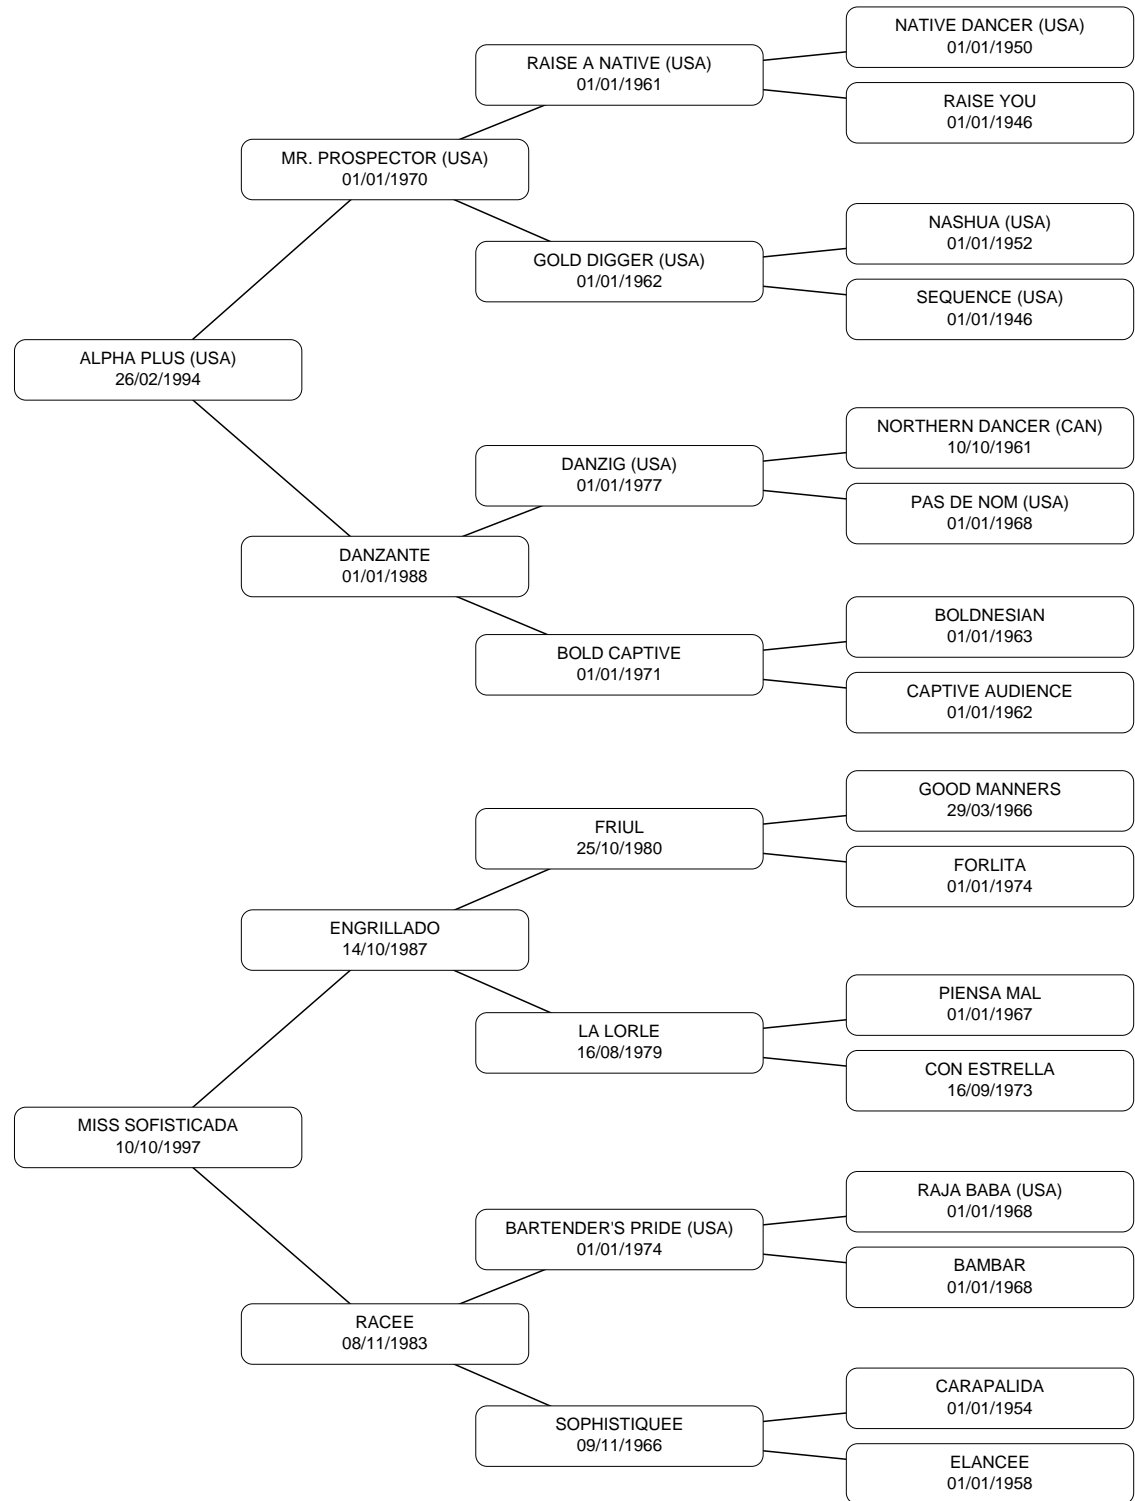 NATIVE DANCER (USA)
01/01/1950
RAISE A NATIVE (USA)
01/01/1961
RAISE YOU
01/01/1946
MR. PROSPECTOR (USA)
01/01/1970
NASHUA (USA)
01/01/1952
GOLD DIGGER (USA)
01/01/1962
SEQUENCE (USA)
01/01/1946
ALPHA PLUS (USA)
26/02/1994
NORTHERN DANCER (CAN)
10/10/1961
DANZIG (USA)
01/01/1977
PAS DE NOM (USA)
01/01/1968
DANZANTE
01/01/1988
BOLDNESIAN
01/01/1963
BOLD CAPTIVE
01/01/1971
CAPTIVE AUDIENCE
01/01/1962
GOOD MANNERS
29/03/1966
FRIUL
25/10/1980
FORLITA
01/01/1974
ENGRILLADO
14/10/1987
PIENSA MAL
01/01/1967
LA LORLE
16/08/1979
CON ESTRELLA
16/09/1973
MISS SOFISTICADA
10/10/1997
RAJA BABA (USA)
01/01/1968
BARTENDER'S PRIDE (USA)
01/01/1974
BAMBAR
01/01/1968
RACEE
08/11/1983
CARAPALIDA
01/01/1954
SOPHISTIQUEE
09/11/1966
ELANCEE
01/01/1958